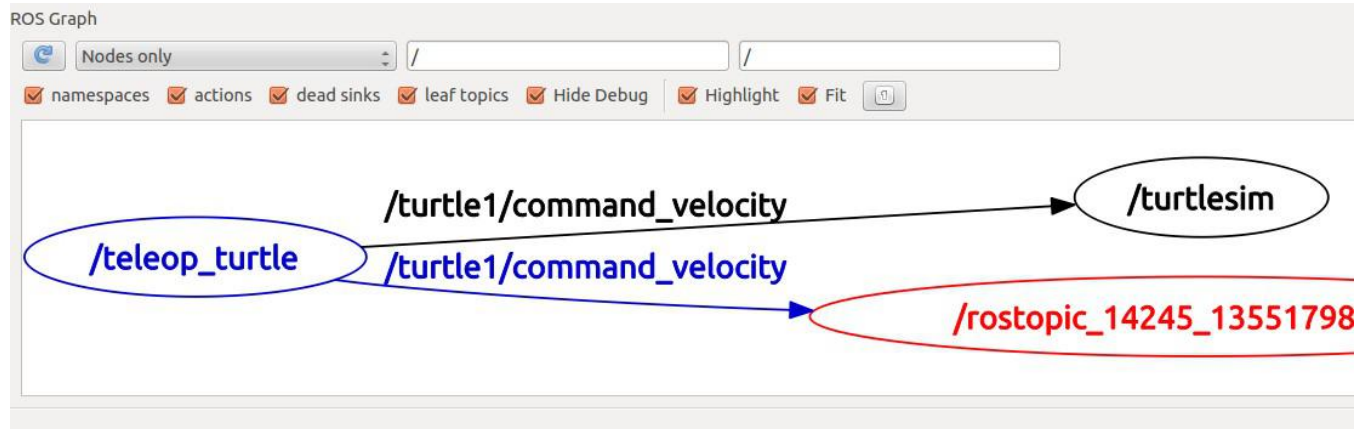 ROS Graph
Nodes only / /
namespaces actions dead sinks leaf topics Hide Debug Highlight Fit
/turtle1/command_velocity /turtlesim
/teleop_turtle /turtle1/command_velocity
/rostopic_14245_13551798